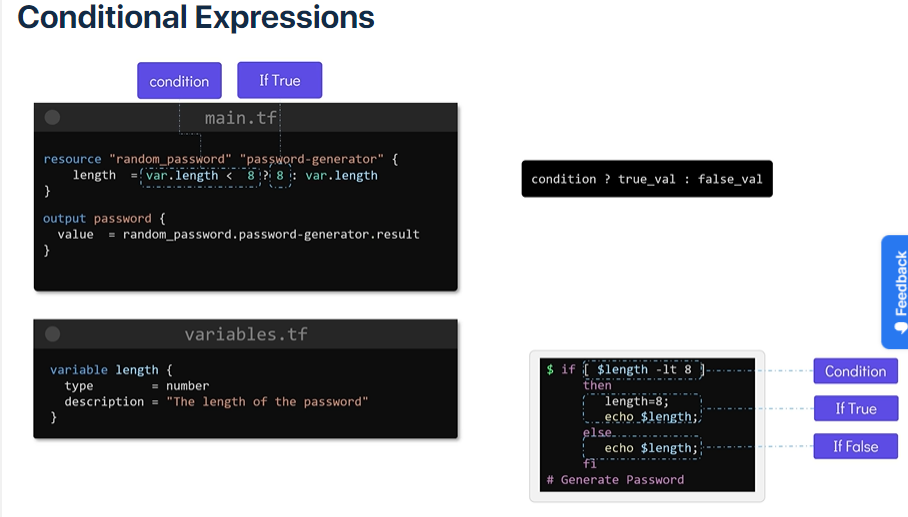 Conditional Expressions
condition
If True
main.tf
resource "random_password" "password-generator" {
length = var.length < 8 ? 8 : var.length
}
output password {
value = random_password.password-generator.result
}
condition ? true_val : false_val
Feedback
variables.tf
variable length {
type = number
description = "The length of the password"
}
$ if [ $length -lt 8 ]
then
length=8;
echo $length;
else
echo $length;
fi
# Generate Password
Condition
If True
If False